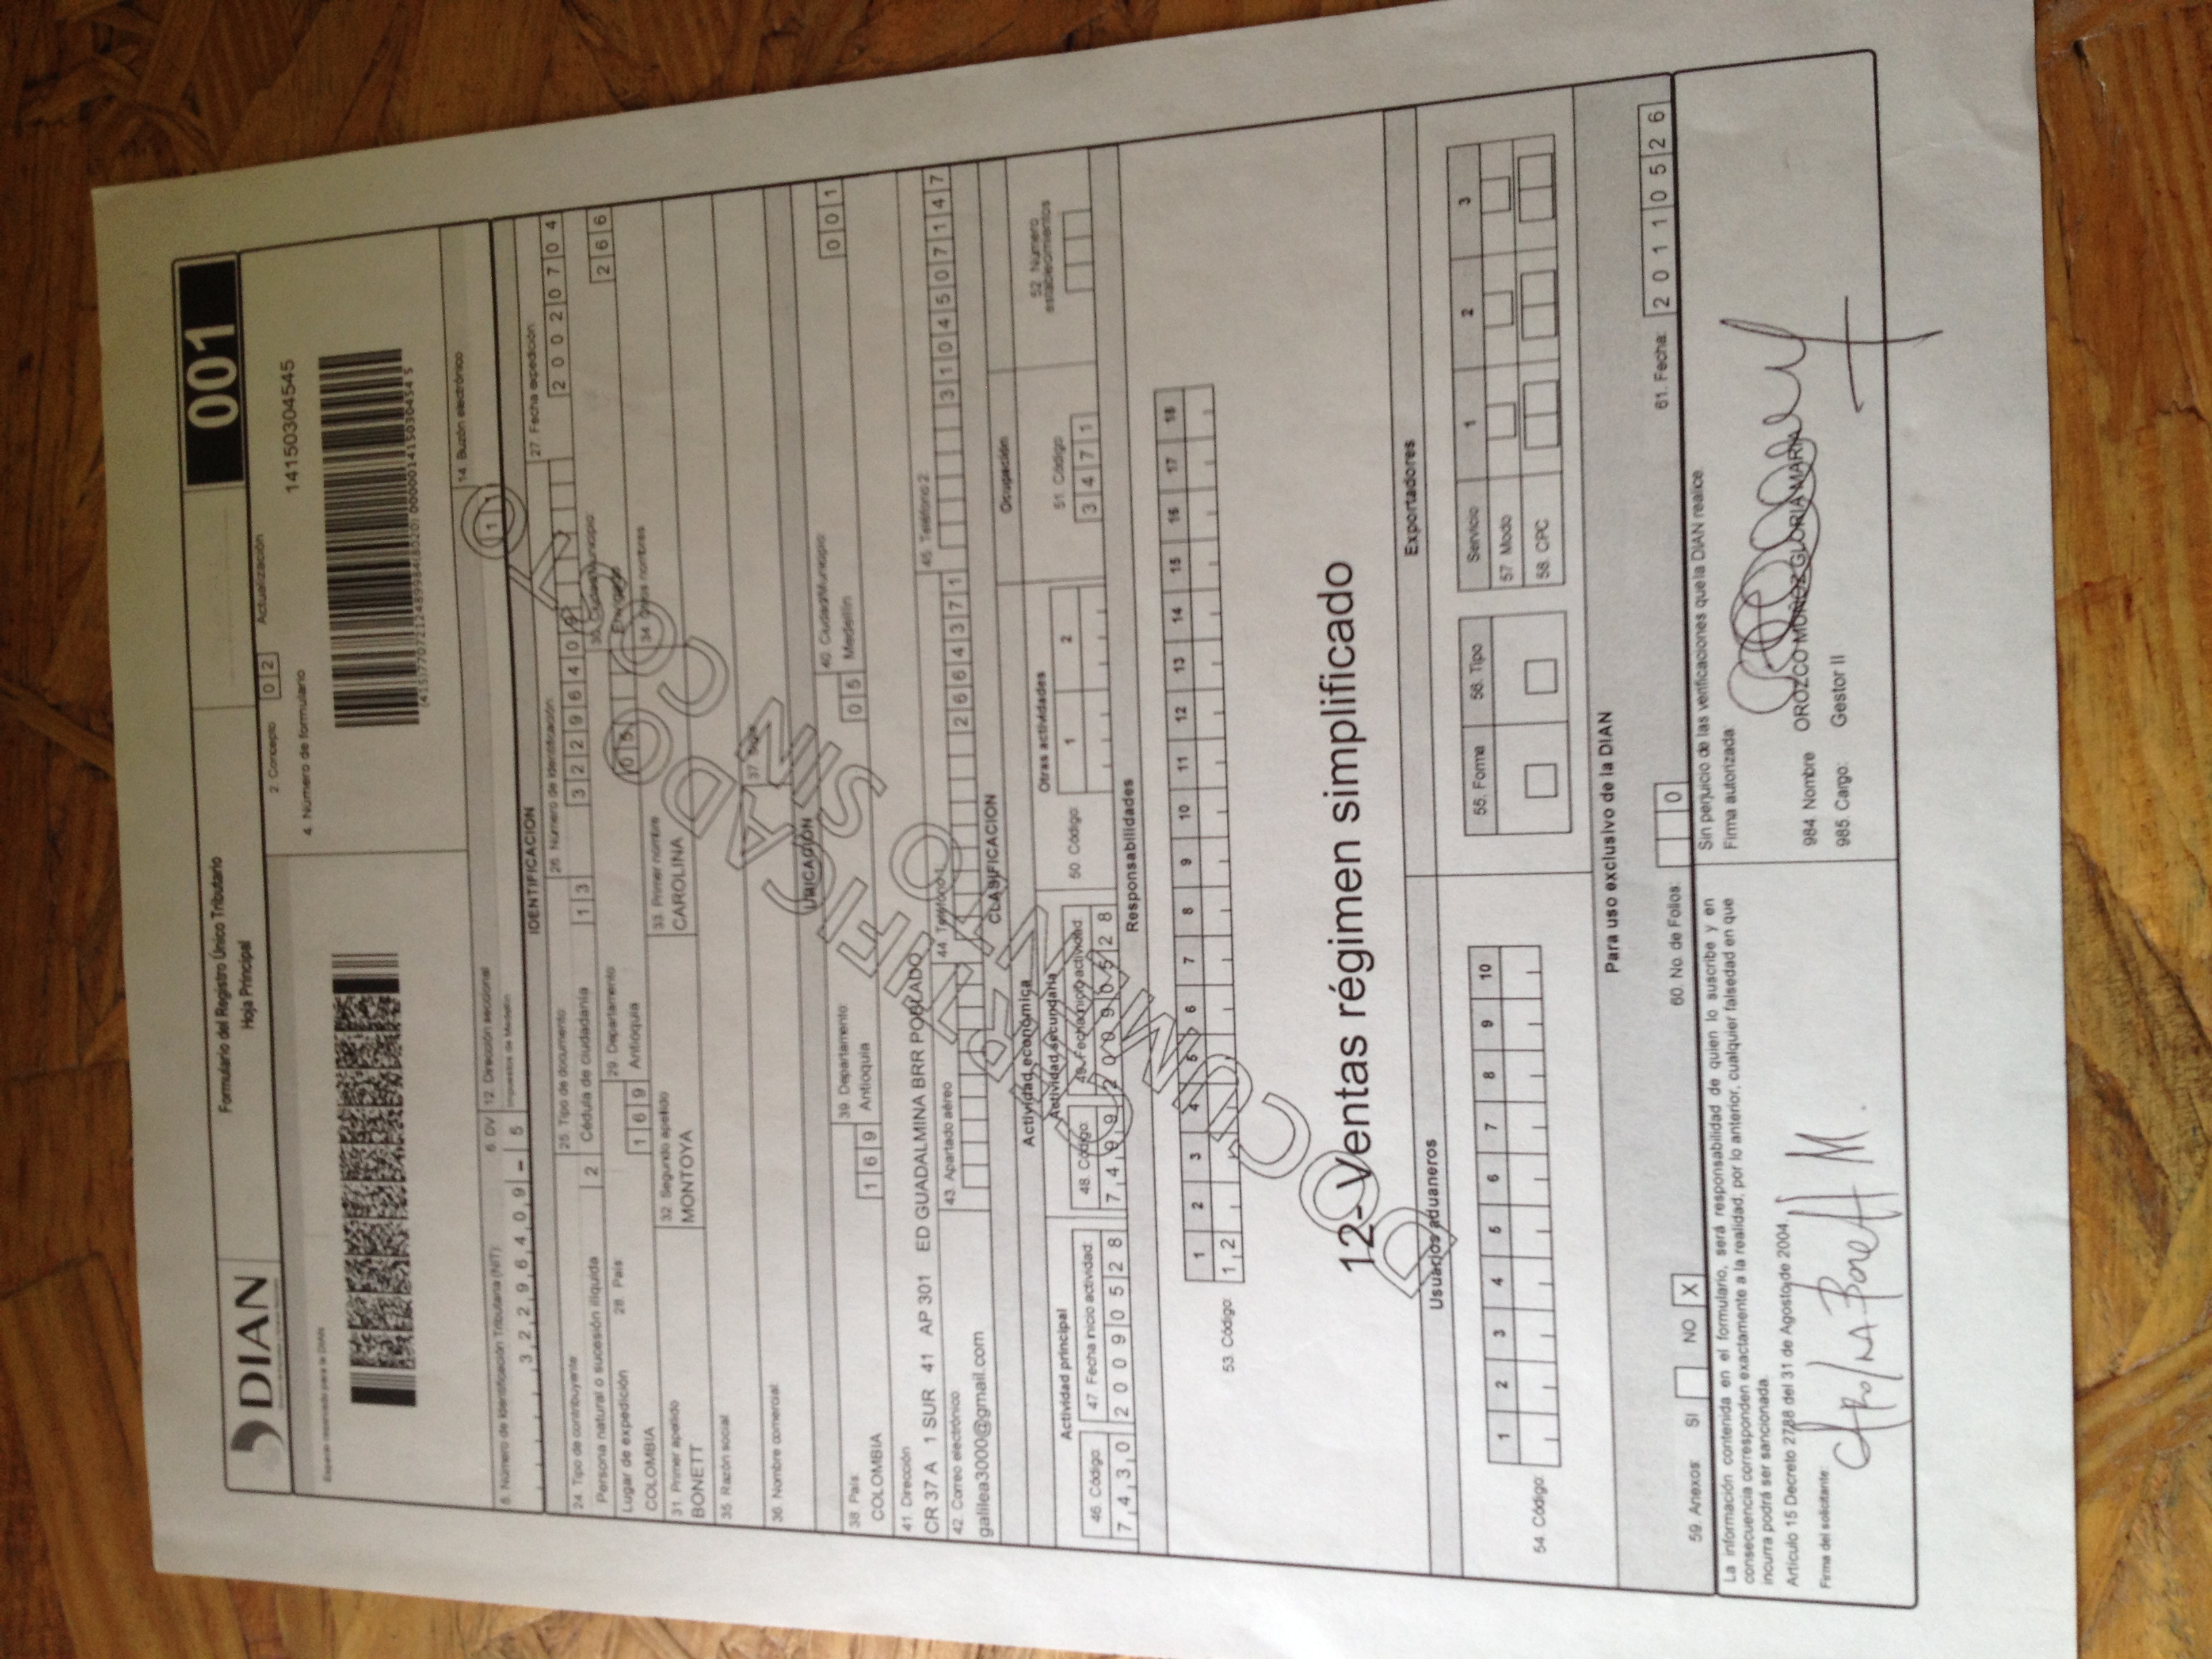 DIAN
Formulario del Registro Único Tributario
Hoja Principal
001
2. Concepto 0 2 Actualización
Espacio reservado para la DIAN
4. Número de formulario 14150304545
(415)7707212489984(8020) 000001415030454 5
5. Número de Identificación Tributaria (NIT): 6. DV 12. Dirección seccional 14. Buzón electrónico
3 2 2 9 6 4 0 9 - 5 Impuestos de Medellín 1 1
IDENTIFICACION
24. Tipo de contribuyente: 25. Tipo de documento: 26. Número de Identificación: 27. Fecha expedición:
Persona natural o sucesión ilíquida 2 Cédula de ciudadanía 1 3 3 2 2 9 6 4 0 9 2 0 0 2 0 7 0 4
Lugar de expedición 28. País: 29. Departamento: 30. Ciudad/Municipio:
COLOMBIA 1 6 9 Antioquia 0 5 Envigado 2 6 6
31. Primer apellido 32. Segundo apellido 33. Primer nombre 34. Otros nombres
BONETT MONTOYA CAROLINA
35. Razón social:
36. Nombre comercial: 37. Sigla:
UBICACION
38. País: 39. Departamento: 40. Ciudad/Municipio:
COLOMBIA 1 6 9 Antioquia 0 5 Medellín 0 0 1
41. Dirección
CR 37 A 1 SUR 41 AP 301 ED GUADALMINA BRR POBLADO
42. Correo electrónico: 43. Apartado aéreo 44. Teléfono 1: 45. Teléfono 2:
galilea3000@gmail.com 2 6 6 4 3 7 1 3 1 0 4 5 0 7 1 4 7
CLASIFICACION
Actividad económica Ocupación
Actividad principal Actividad secundaria Otras actividades 52. Número establecimientos
46. Código: 47. Fecha inicio actividad: 48. Código: 49. Fecha inicio actividad: 50. Código: 1 2 51. Código
7 4 3 0 2 0 0 9 0 5 2 8 7 4 9 9 2 0 0 9 0 5 2 8 3 4 7 1
Responsabilidades
1 2 3 4 5 6 7 8 9 10 11 12 13 14 15 16 17 18
53. Código: 1 2
12- Ventas régimen simplificado
CERTIFICADO
DOCUMENTO SIN COSTO
Usuarios aduaneros Exportadores
1 2 3 4 5 6 7 8 9 10
54. Código:
55. Forma 56. Tipo Servicio 1 2 3
57. Modo
58. CPC
Para uso exclusivo de la DIAN
59. Anexos: SI NO X 60. No. de Folios: 0 61. Fecha: 2 0 1 1 0 5 2 6
La información contenida en el formulario, será responsabilidad de quien lo suscribe y en
consecuencia corresponden exactamente a la realidad; por lo anterior, cualquier falsedad en que
incurra podrá ser sancionada.
Artículo 15 Decreto 2788 del 31 de Agosto de 2004.
Firma del solicitante:
Carolina Bonett M.
Sin perjuicio de las verificaciones que la DIAN realice.
Firma autorizada:
984. Nombre OROZCO MUÑOZ GLORIA MARIA
985. Cargo: Gestor II